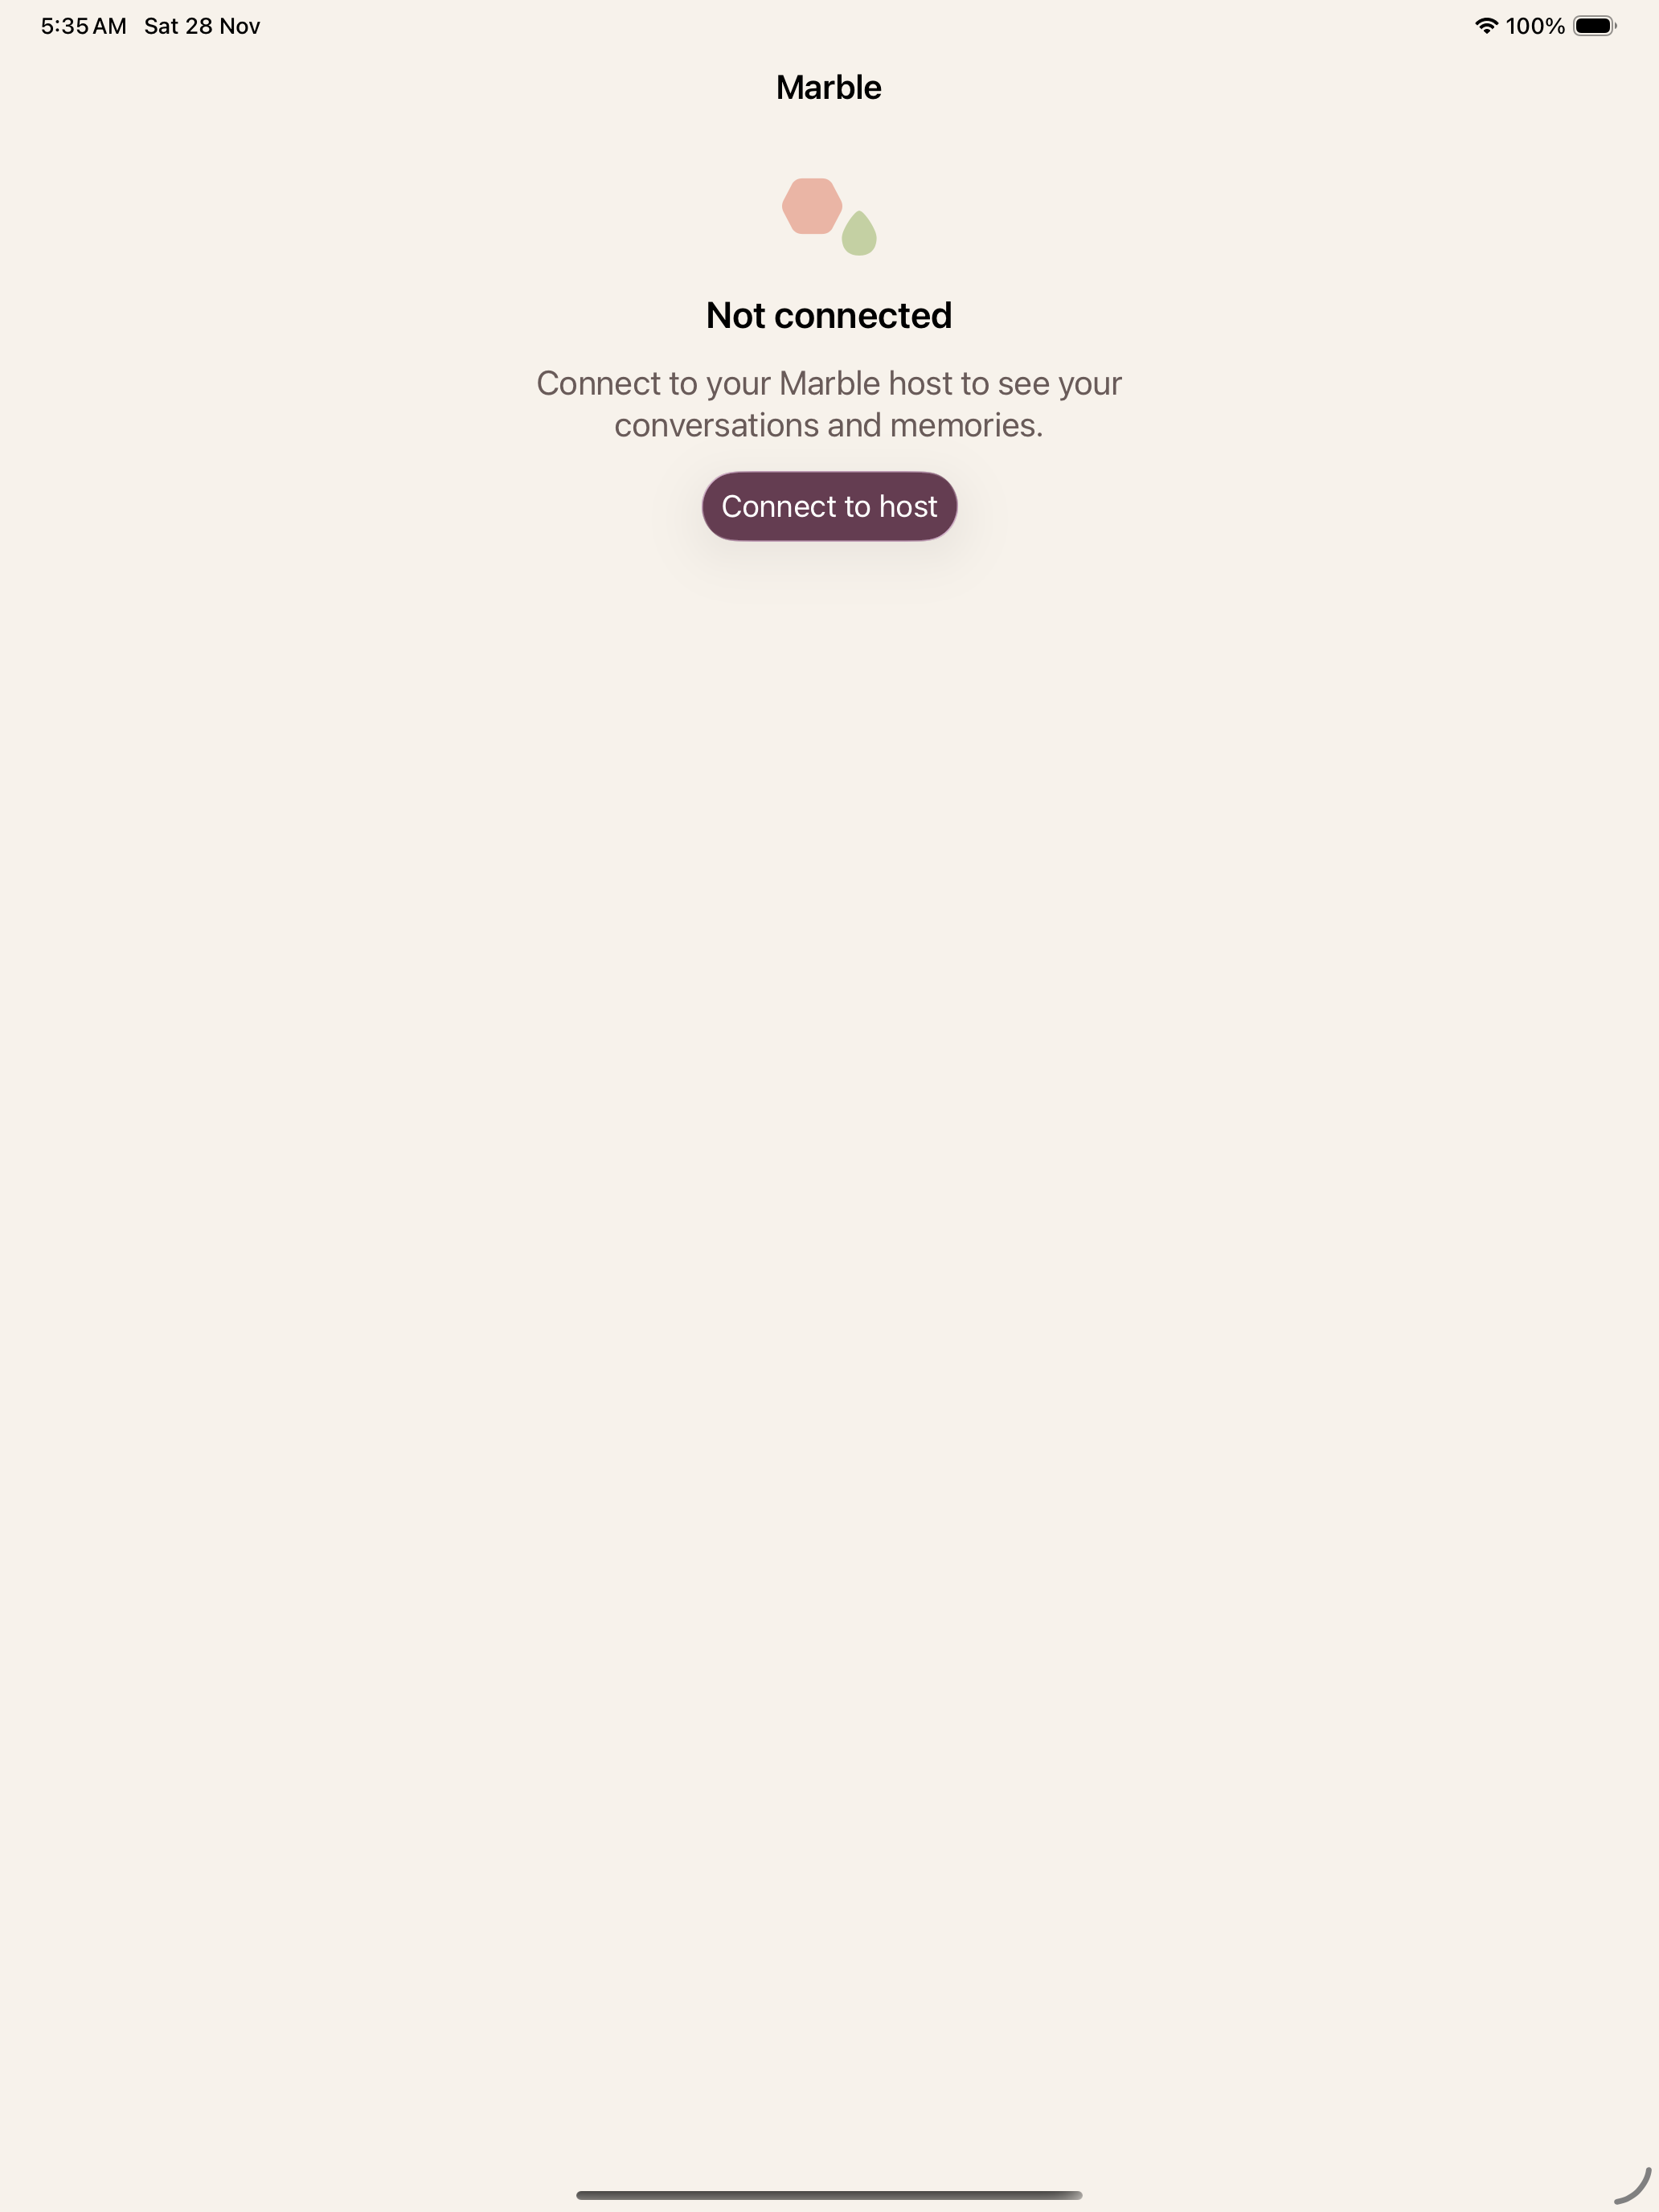 5:35 AM Sat 28 Nov
100%
Marble
Not connected
Connect to your Marble host to see your
conversations and memories.
Connect to host